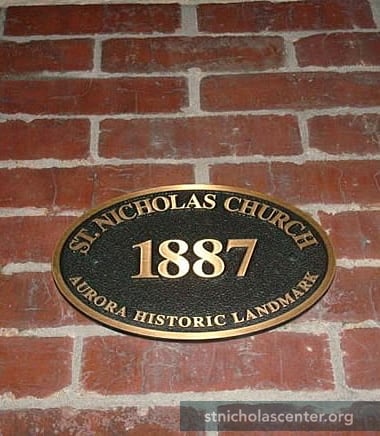 ST. NICHOLAS CHURCH
1887
AURORA HISTORIC LANDMARK
stnicholascenter.org